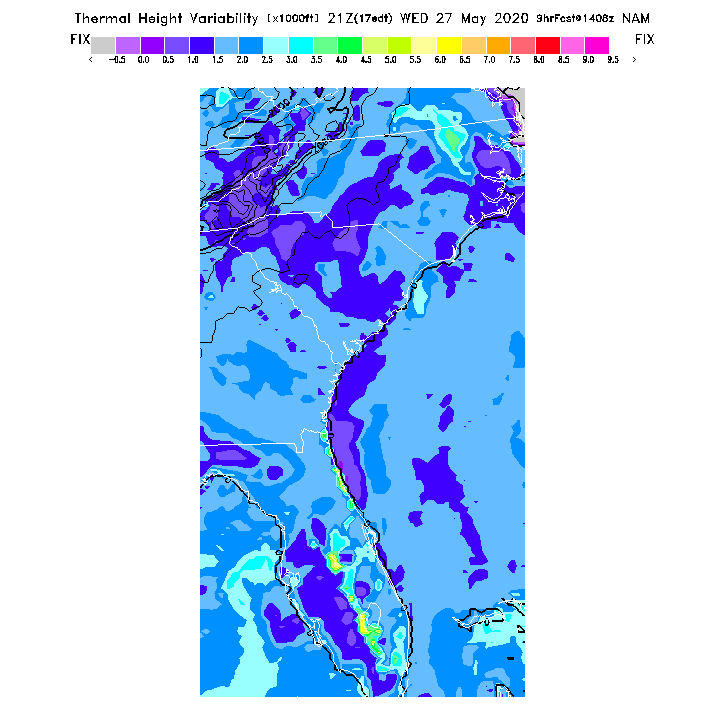 Thermal Height Variability [x1000ft] 21Z(17edt) WED 27 May 2020 9hrFcst@1408z NAM
FIX FIX
< -0.5 0.0 0.5 1.0 1.5 2.0 2.5 3.0 3.5 4.0 4.5 5.0 5.5 6.0 6.5 7.0 7.5 8.0 8.5 9.0 9.5 >